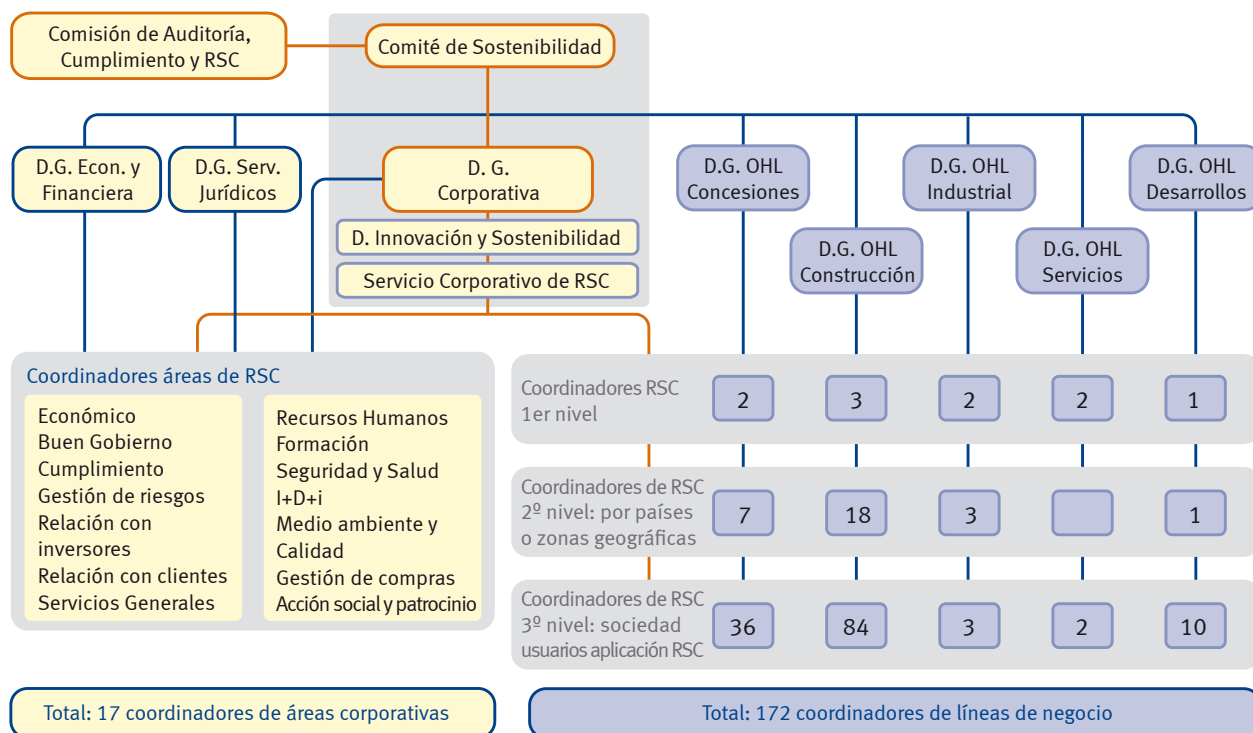 Comisión de Auditoría,
Cumplimiento y RSC
Comité de Sostenibilidad
D.G. Econ. y
Financiera
D.G. Serv.
Jurídicos
D. G.
Corporativa
D. Innovación y Sostenibilidad
Servicio Corporativo de RSC
D.G. OHL
Concesiones
D.G. OHL
Construcción
D.G. OHL
Industrial
D.G. OHL
Servicios
D.G. OHL
Desarrollos
Coordinadores áreas de RSC
Económico
Buen Gobierno
Cumplimiento
Gestión de riesgos
Relación con
inversores
Relación con clientes
Servicios Generales
Recursos Humanos
Formación
Seguridad y Salud
I+D+i
Medio ambiente y
Calidad
Gestión de compras
Acción social y patrocinio
Coordinadores RSC
1er nivel
2 3 2 2 1
Coordinadores de RSC
2º nivel: por países
o zonas geográficas
7 18 3 1
Coordinadores de RSC
3º nivel: sociedad
usuarios aplicación RSC
36 84 3 2 10
Total: 17 coordinadores de áreas corporativas
Total: 172 coordinadores de líneas de negocio